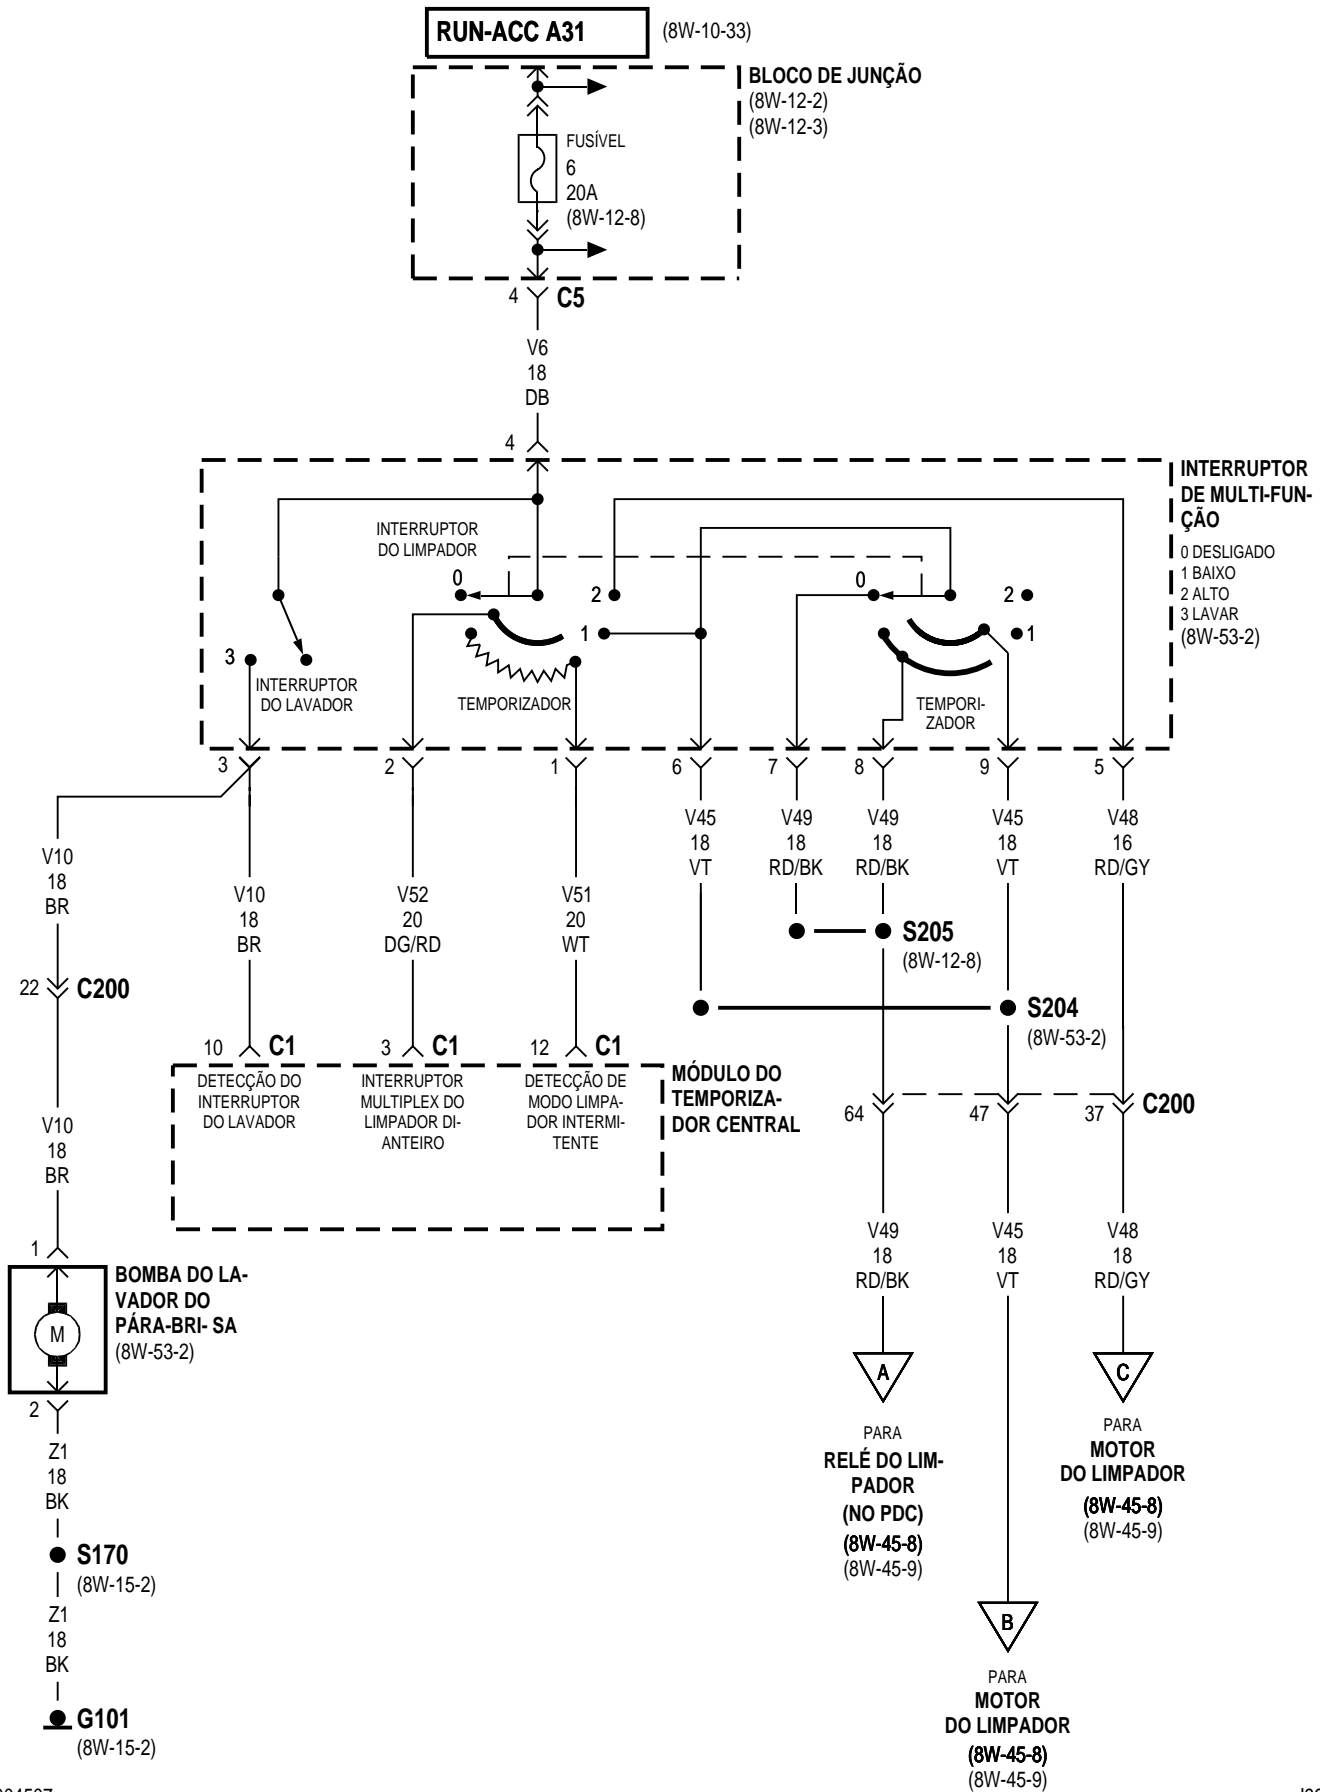 RUN-ACC A31
(8W-10-33)
BLOCO DE JUNÇÃO
(8W-12-2)
(8W-12-3)
FUSÍVEL
6
20A
(8W-12-8)
4
C5
V6
18
DB
4
INTERRUPTOR
DE MULTI-FUN-
ÇÃO
0 DESLIGADO
1 BAIXO
2 ALTO
3 LAVAR
(8W-53-2)
INTERRUPTOR
DO LIMPADOR
0
2
1
TEMPORIZADOR
3
INTERRUPTOR
DO LAVADOR
0
2
1
TEMPORI-
ZADOR
3
2
1
6
7
8
9
5
V45
18
VT
V49
18
RD/BK
V49
18
RD/BK
V45
18
VT
V48
16
RD/GY
V10
18
BR
V10
18
BR
V52
20
DG/RD
V51
20
WT
S205
(8W-12-8)
22
C200
S204
(8W-53-2)
10
C1
3
C1
12
C1
DETECÇÃO DO
INTERRUPTOR
DO LAVADOR
INTERRUPTOR
MULTIPLEX DO
LIMPADOR DI-
ANTEIRO
DETECÇÃO DE
MODO LIMPA-
DOR INTERMI-
TENTE
MÓDULO DO
TEMPORIZA-
DOR CENTRAL
64
47
37
C200
V10
18
BR
V49
18
RD/BK
V45
18
VT
V48
18
RD/GY
1
M
BOMBA DO LA-
VADOR DO
PÁRA-BRI- SA
(8W-53-2)
2
Z1
18
BK
S170
(8W-15-2)
Z1
18
BK
G101
(8W-15-2)
A
PARA
RELÉ DO LIM-
PADOR
(NO PDC)
(8W-45-8)
(8W-45-9)
C
PARA
MOTOR
DO LIMPADOR
(8W-45-8)
(8W-45-9)
B
PARA
MOTOR
DO LIMPADOR
(8W-45-8)
(8W-45-9)